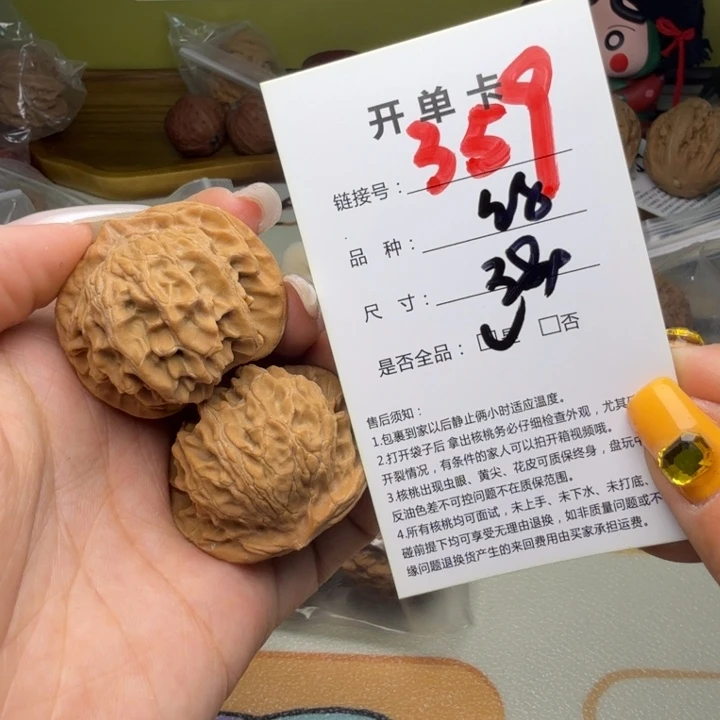 开单卡
链接号：359
品 种：
尺 寸：
是否全品： ☑是 □否
售后须知：
1.包裹到家以后静止俩小时适应温度。
2.打开袋子后 拿出核桃务必仔细检查外观，尤其
开裂情况，有条件的家人可以拍开箱视频哦。
3.核桃出现虫眼、黄尖、花皮可质保终身，盘玩
反油色差不可控问题不在质保范围。
4.所有核桃均可面试，未上手、未下水、未打底、
碰前提下均可享受无理由退换，如非质量问题或不
缘问题退换货产生的来回费用由买家承担运费。